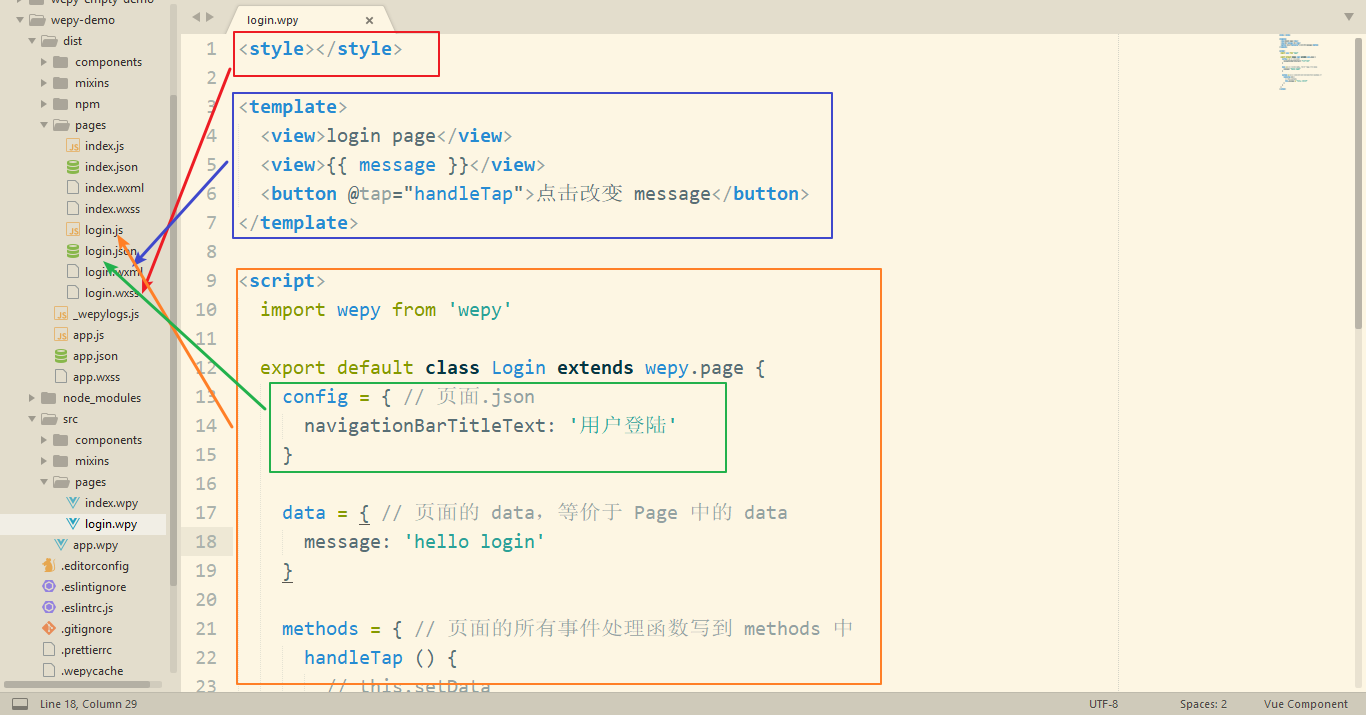 wepy-empty-demo
wepy-demo
dist
components
mixins
npm
pages
index.js
index.json
index.wxml
index.wxss
login.js
login.json
login.wxml
login.wxss
_wepylogs.js
app.js
app.json
app.wxss
node_modules
src
components
mixins
pages
index.wpy
login.wpy
app.wpy
.editorconfig
.eslintignore
.eslintrc.js
.gitignore
.prettierrc
.wepycache
login.wpy ×
1 <style></style>
2
3 <template>
4 <view>login page</view>
5 <view>{{ message }}</view>
6 <button @tap="handleTap">点击改变 message</button>
7 </template>
8
9 <script>
10 import wepy from 'wepy'
11
12 export default class Login extends wepy.page {
13 config = { // 页面.json
14 navigationBarTitleText: '用户登陆'
15 }
16
17 data = { // 页面的 data，等价于 Page 中的 data
18 message: 'hello login'
19 }
20
21 methods = { // 页面的所有事件处理函数写到 methods 中
22 handleTap () {
23 // this.setData
Line 18, Column 29
UTF-8
Spaces: 2
Vue Component